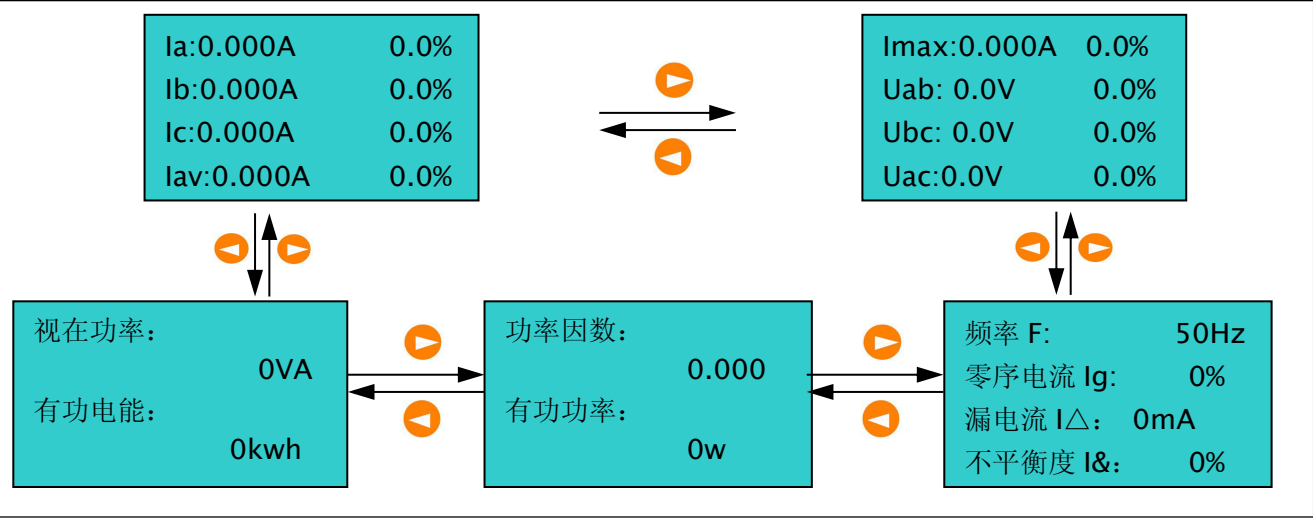 Ia:0.000A 0.0%
Ib:0.000A 0.0%
Ic:0.000A 0.0%
Iav:0.000A 0.0%
Imax:0.000A 0.0%
Uab: 0.0V 0.0%
Ubc: 0.0V 0.0%
Uac:0.0V 0.0%
视在功率：
0VA
有功电能：
0kwh
功率因数：
0.000
有功功率：
0w
频率 F: 50Hz
零序电流 Ig: 0%
漏电流 I△： 0mA
不平衡度 I&： 0%